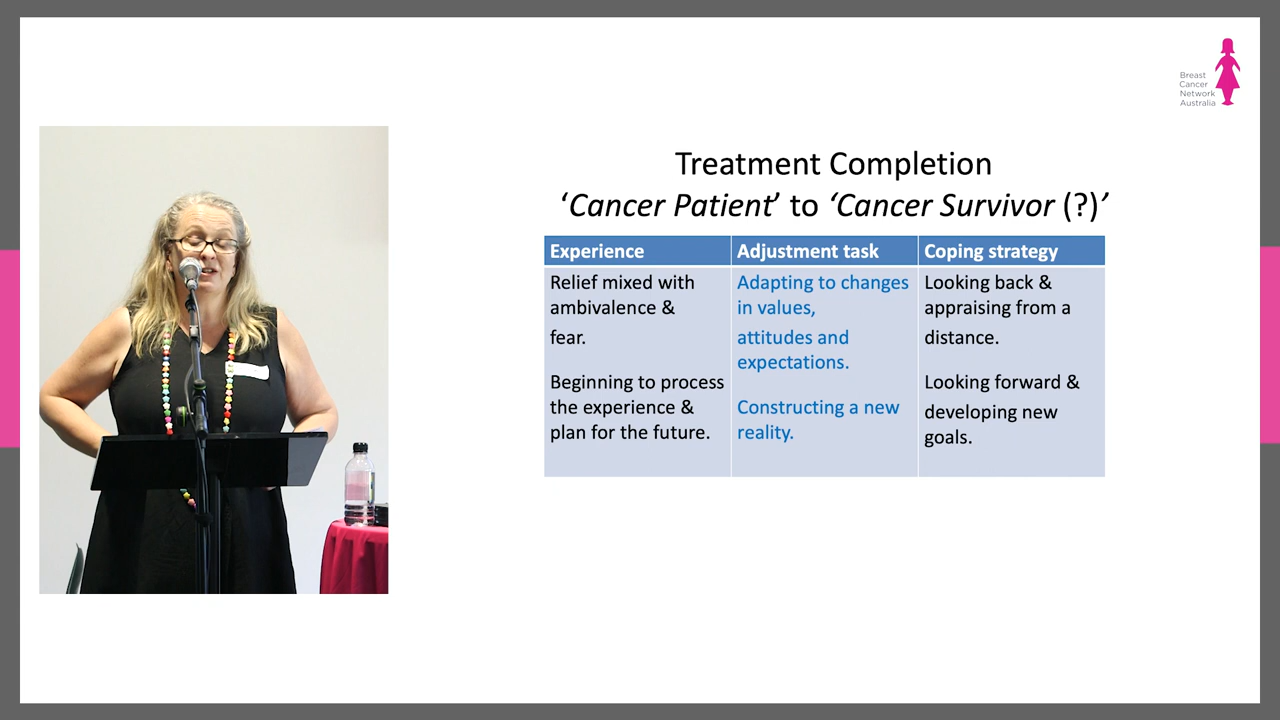 Breast
Cancer
Network
Australia
Treatment Completion
‘Cancer Patient’ to ‘Cancer Survivor (?)’
Experience
Adjustment task
Coping strategy
Relief mixed with
ambivalence &
fear.
Beginning to process
the experience &
plan for the future.
Adapting to changes
in values,
attitudes and
expectations.
Constructing a new
reality.
Looking back &
appraising from a
distance.
Looking forward &
developing new
goals.